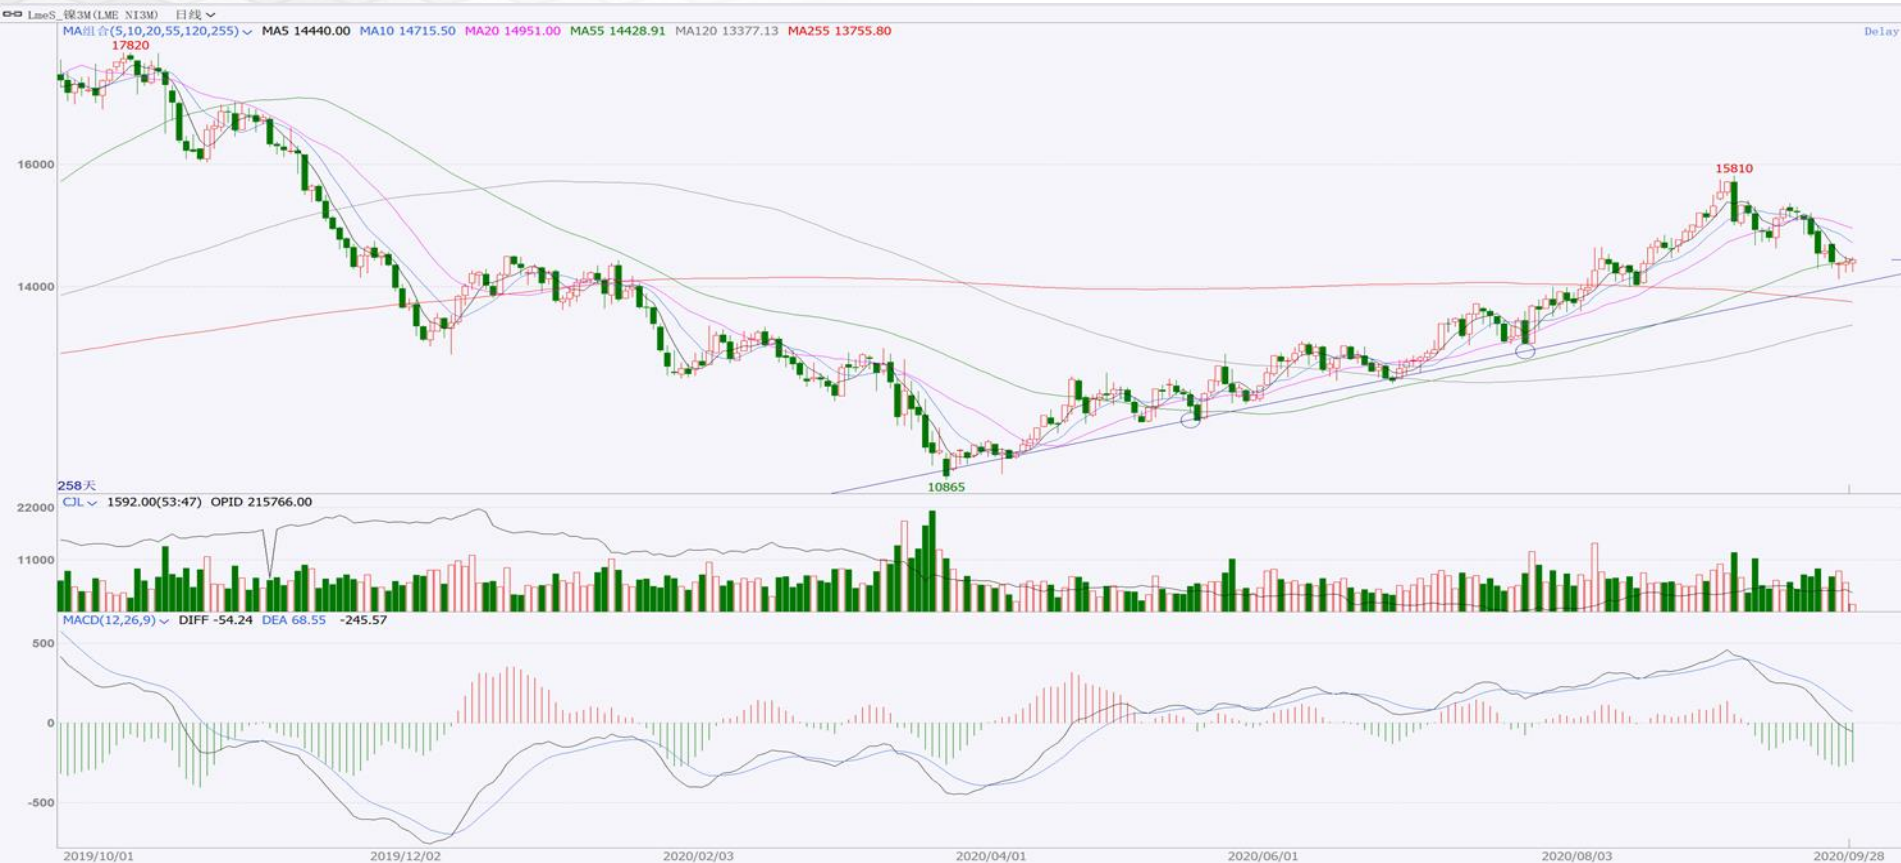 LmeS_镍3M(LME NI3M) 日线
MA组合(5,10,20,55,120,255) MA5 14440.00 MA10 14715.50 MA20 14951.00 MA55 14428.91 MA120 13377.13 MA255 13755.80 Delay
17820
16000
15810
14000
10865
258天
CJL 1592.00(53:47) OPID 215766.00
22000
11000
MACD(12,26,9) DIFF -54.24 DEA 68.55 -245.57
500
0
-500
2019/10/01 2019/12/02 2020/02/03 2020/04/01 2020/06/01 2020/08/03 2020/09/28